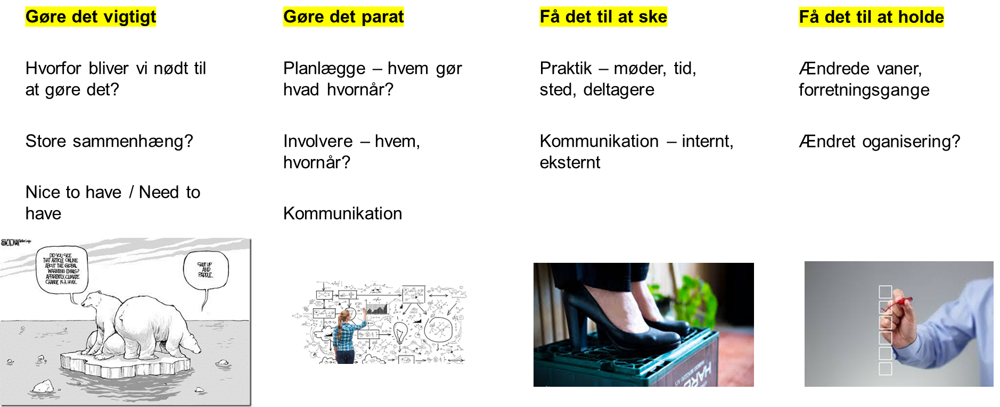 Gøre det vigtigt
Hvorfor bliver vi nødt til
at gøre det?
Store sammenhæng?
Nice to have / Need to
have
DID YOU SEE
THAT ARTICLE ONLINE
ABOUT THE GLOBAL
WARMING EMAILS?
APPARENTLY, CLIMATE
CHANGE IS A HOAX.
SHUT UP
AND
PADDLE.
Gøre det parat
Planlægge – hvem gør
hvad hvornår?
Involvere – hvem,
hvornår?
Kommunikation
Få det til at ske
Praktik – møder, tid,
sted, deltagere
Kommunikation – internt,
eksternt
HARB
Få det til at holde
Ændrede vaner,
forretningsgange
Ændret oganisering?